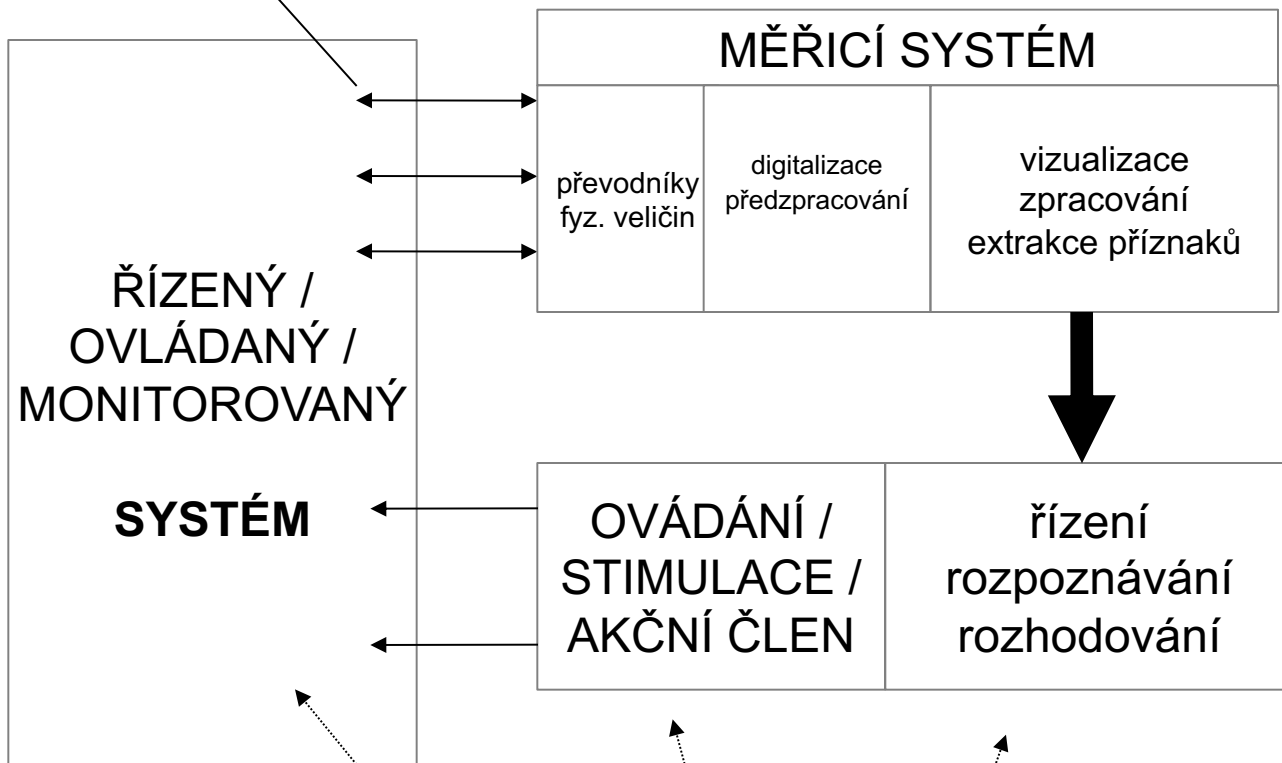 MĚŘICÍ SYSTÉM
převodníky
fyz. veličin
digitalizace
předzpracování
vizualizace
zpracování
extrakce příznaků
ŘÍZENÝ /
OVLÁDANÝ /
MONITOROVANÝ
SYSTÉM
OVÁDÁNÍ /
STIMULACE /
AKČNÍ ČLEN
řízení
rozpoznávání
rozhodování